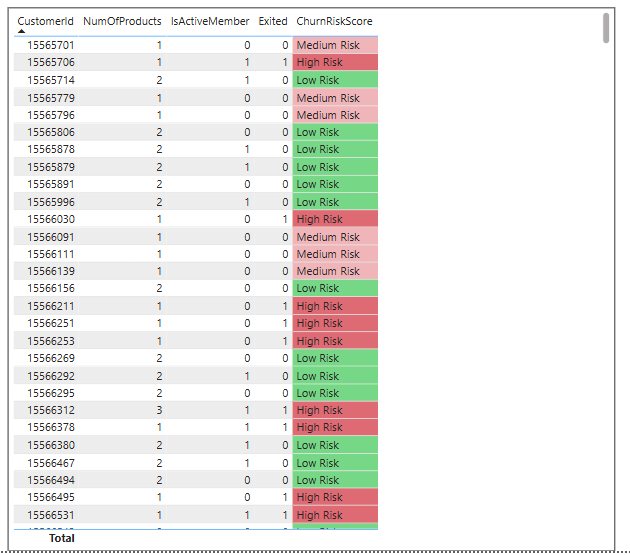 CustomerId NumOfProducts IsActiveMember Exited ChurnRiskScore
15565701 1 0 0 Medium Risk
15565706 1 1 1 High Risk
15565714 2 1 0 Low Risk
15565779 1 0 0 Medium Risk
15565796 1 0 0 Medium Risk
15565806 2 0 0 Low Risk
15565878 2 1 0 Low Risk
15565879 2 1 0 Low Risk
15565891 2 0 0 Low Risk
15565996 2 1 0 Low Risk
15566030 1 0 1 High Risk
15566091 1 0 0 Medium Risk
15566111 1 0 0 Medium Risk
15566139 1 0 0 Medium Risk
15566156 2 0 0 Low Risk
15566211 1 0 1 High Risk
15566251 1 0 1 High Risk
15566253 1 0 1 High Risk
15566269 2 0 0 Low Risk
15566292 2 1 0 Low Risk
15566295 2 0 0 Low Risk
15566312 3 1 1 High Risk
15566378 1 1 1 High Risk
15566380 2 1 0 Low Risk
15566467 2 1 0 Low Risk
15566494 2 0 0 Low Risk
15566495 1 0 1 High Risk
15566531 1 1 1 High Risk
Total